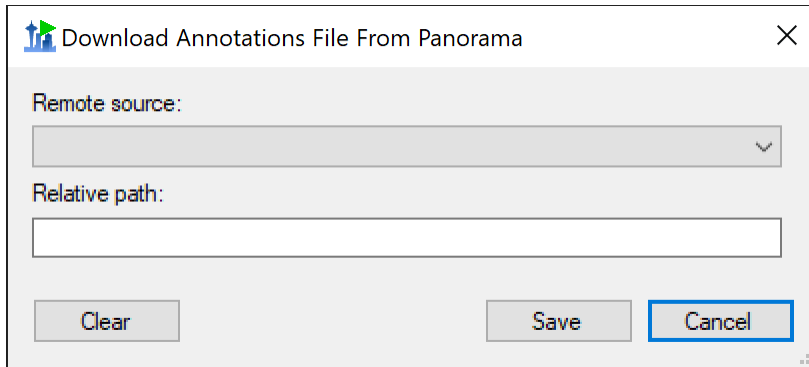 Download Annotations File From Panorama
Remote source:
Relative path:
Clear
Save
Cancel